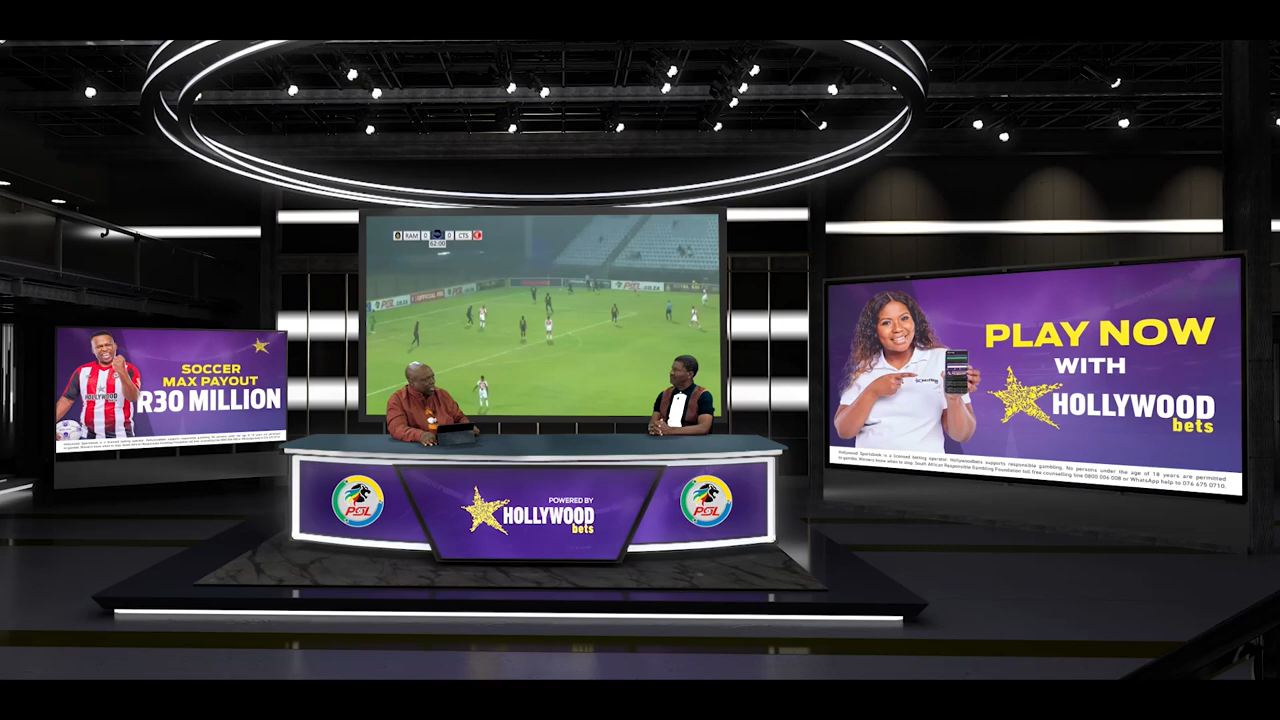 RAM 0 0 CTS
62:00
SOCCER
MAX PAYOUT
R30 MILLION
HOLLYWOOD
PLAY NOW
WITH
HOLLYWOOD
bets
Hollywood Sportsbook is a licensed betting operator. Hollywoodbets supports responsible gambling. No persons under the age of 18 years are permitted
to gamble. Winners know when to stop. South African Responsible Gambling Foundation toll free counselling line 0800 006 008 or WhatsApp help to 076 675 0710.
PSL
POWERED BY
HOLLYWOOD
bets
PSL